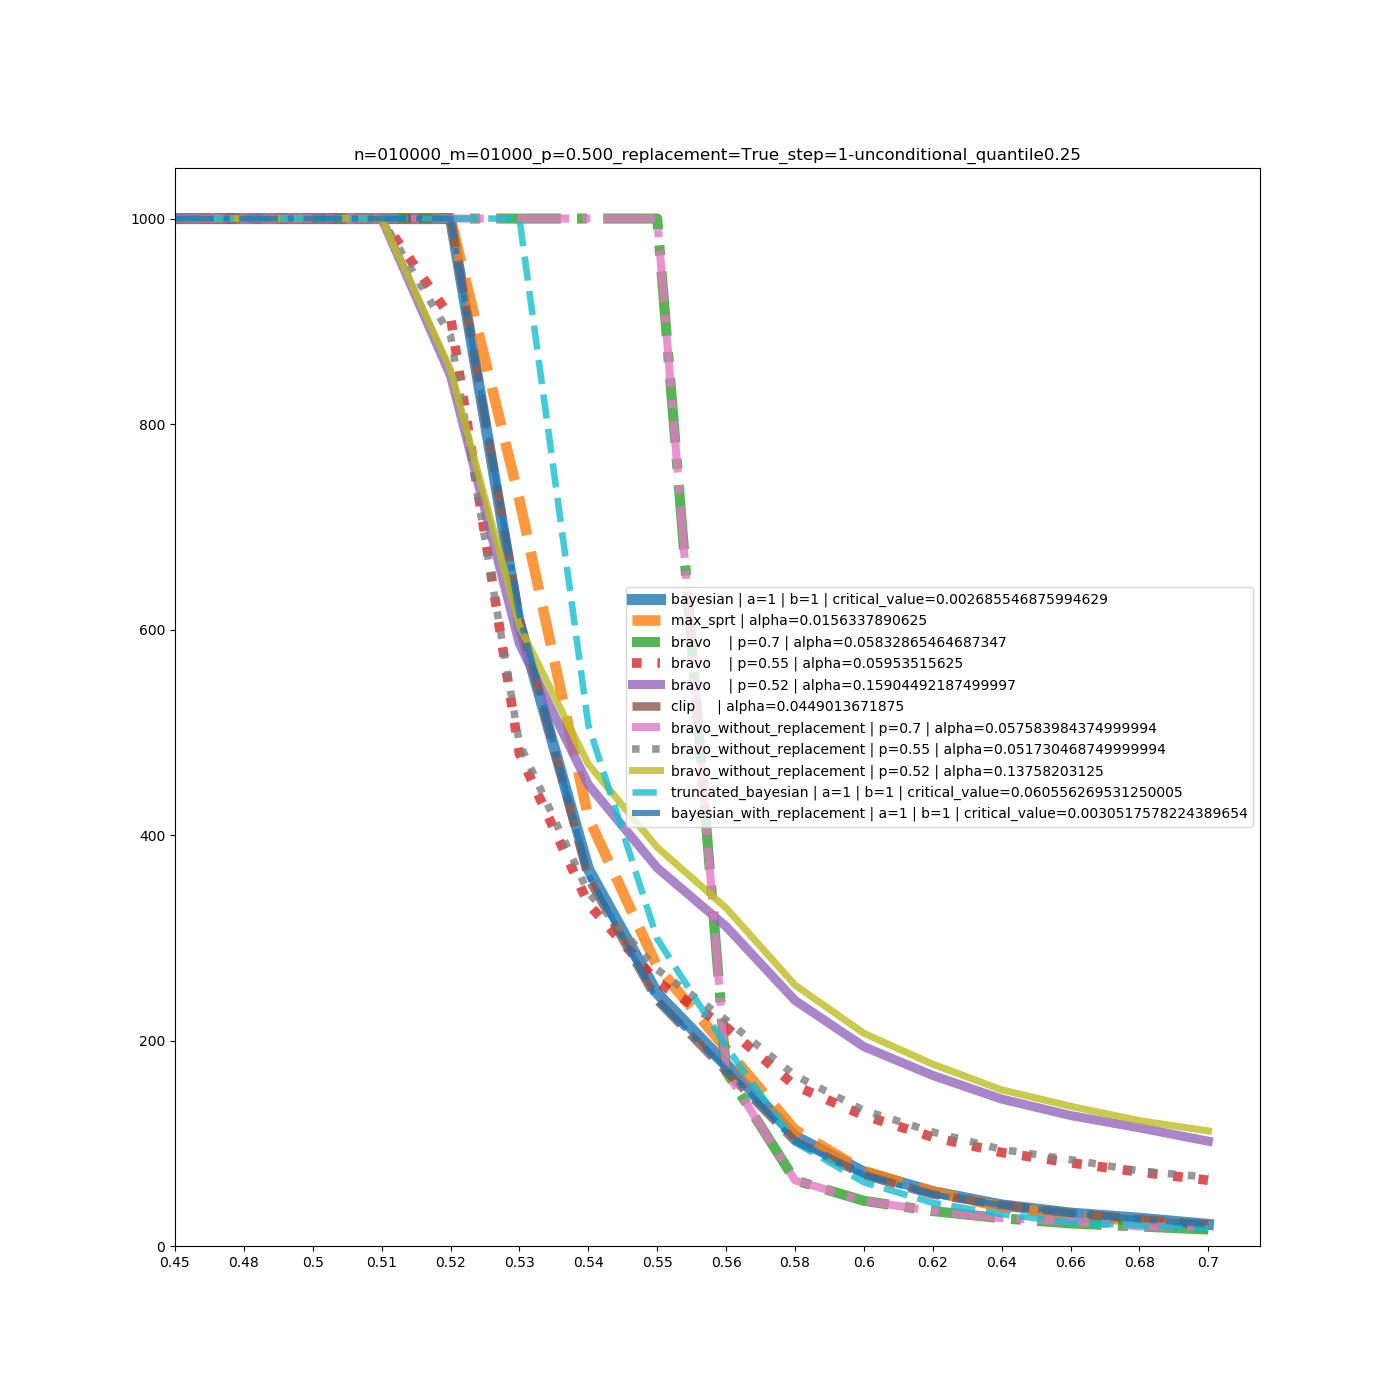 n=010000_m=01000_p=0.500_replacement=True_step=1-unconditional_quantile0.25
1000
800
600
400
200
0
bayesian | a=1 | b=1 | critical_value=0.002685546875994629
max_sprt | alpha=0.0156337890625
bravo | p=0.7 | alpha=0.05832865464687347
bravo | p=0.55 | alpha=0.05953515625
bravo | p=0.52 | alpha=0.15904492187499997
clip | alpha=0.0449013671875
bravo_without_replacement | p=0.7 | alpha=0.057583984374999994
bravo_without_replacement | p=0.55 | alpha=0.051730468749999994
bravo_without_replacement | p=0.52 | alpha=0.13758203125
truncated_bayesian | a=1 | b=1 | critical_value=0.060556269531250005
bayesian_with_replacement | a=1 | b=1 | critical_value=0.0030517578224389654
0.45 0.48 0.5 0.51 0.52 0.53 0.54 0.55 0.56 0.58 0.6 0.62 0.64 0.66 0.68 0.7